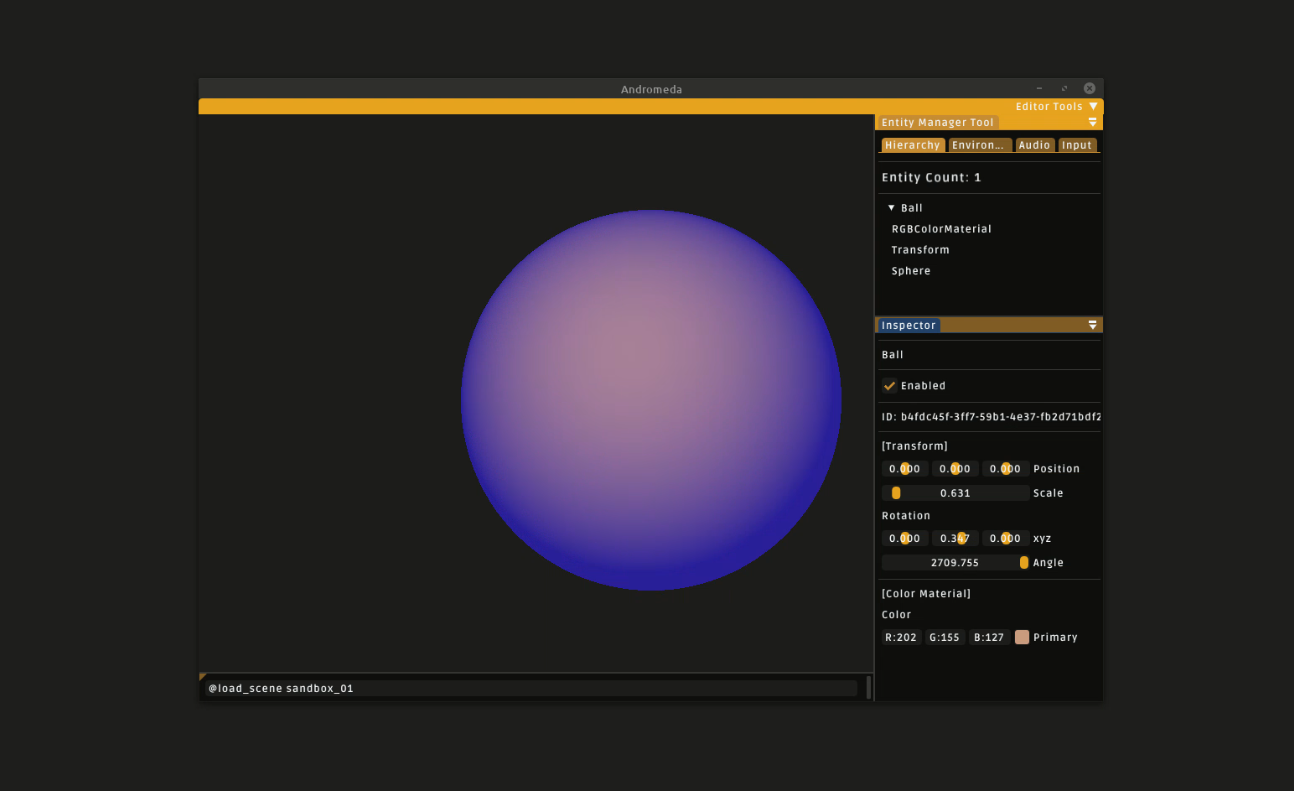 Andromeda
Editor Tools
Entity Manager Tool
Hierarchy Environ... Audio Input
Entity Count: 1
Ball
RGBColorMaterial
Transform
Sphere
Inspector
Ball
Enabled
ID: b4fdc45f-3ff7-59b1-4e37-fb2d71bdf2
[Transform]
0.000 0.000 0.000 Position
0.631 Scale
Rotation
0.000 0.347 0.000 xyz
2709.755 Angle
[Color Material]
Color
R:202 G:155 B:127 Primary
@load_scene sandbox_01